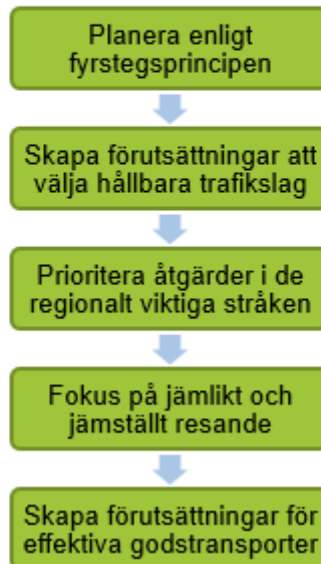 Planera enligt
fyrstegsprincipen
Skapa förutsättningar att
välja hållbara trafikslag
Prioritera åtgärder i de
regionalt viktiga stråken
Fokus på jämlikt och
jämställt resande
Skapa förutsättningar för
effektiva godstransporter